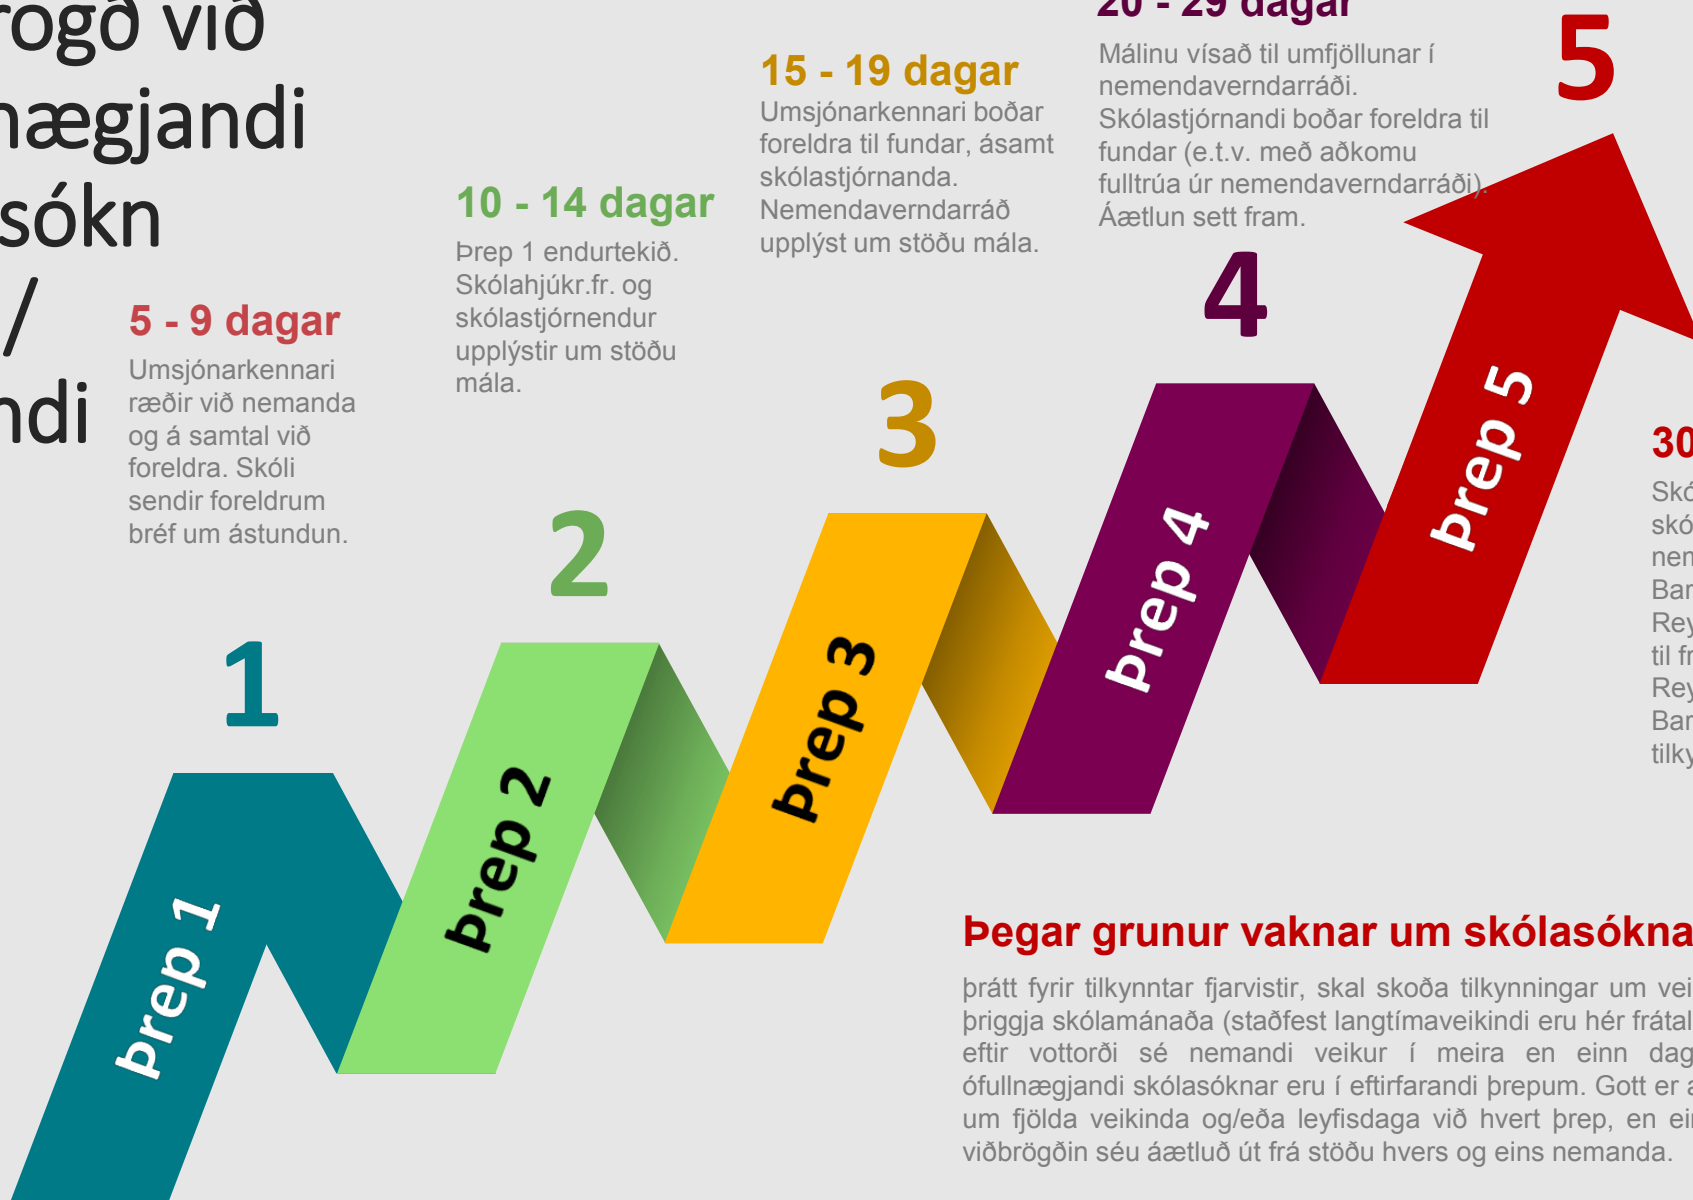 við
sókn
/
5 - 9 dagar
Umsjónarkennari
ræðir við nemanda
og á samtal við
foreldra. Skóli
sendir foreldrum
bréf um ástundun.
10 - 14 dagar
Þrep 1 endurtekið.
Skólahjúkr.fr. og
skólastjórnendur
upplýstir um stöðu
mála.
15 - 19 dagar
Umsjónarkennari boðar
foreldra til fundar, ásamt
skólastjórnanda.
Nemendaverndarráð
upplýst um stöðu mála.
20 - 29 dagar
Málinu vísað til umfjöllunar í
nemendaverndarráði.
Skólastjórnandi boðar foreldra til
fundar (e.t.v. með aðkomu
fulltrúa úr nemendaverndarráði).
Áætlun sett fram.
30
til
1
2
3
4
5
Þrep 1
Þrep 2
Þrep 3
Þrep 4
Þrep 5
Þegar grunur vaknar um skólasókna
þrátt fyrir tilkynntar fjarvistir, skal skoða tilkynningar um vei
þriggja skólamánaða (staðfest langtímaveikindi eru hér frátal
eftir vottorði sé nemandi veikur í meira en einn dag
ófullnægjandi skólasóknar eru í eftirfarandi þrepum. Gott er
um fjölda veikinda og/eða leyfisdaga við hvert þrep, en ein
viðbrögðin séu áætluð út frá stöðu hvers og eins nemanda.